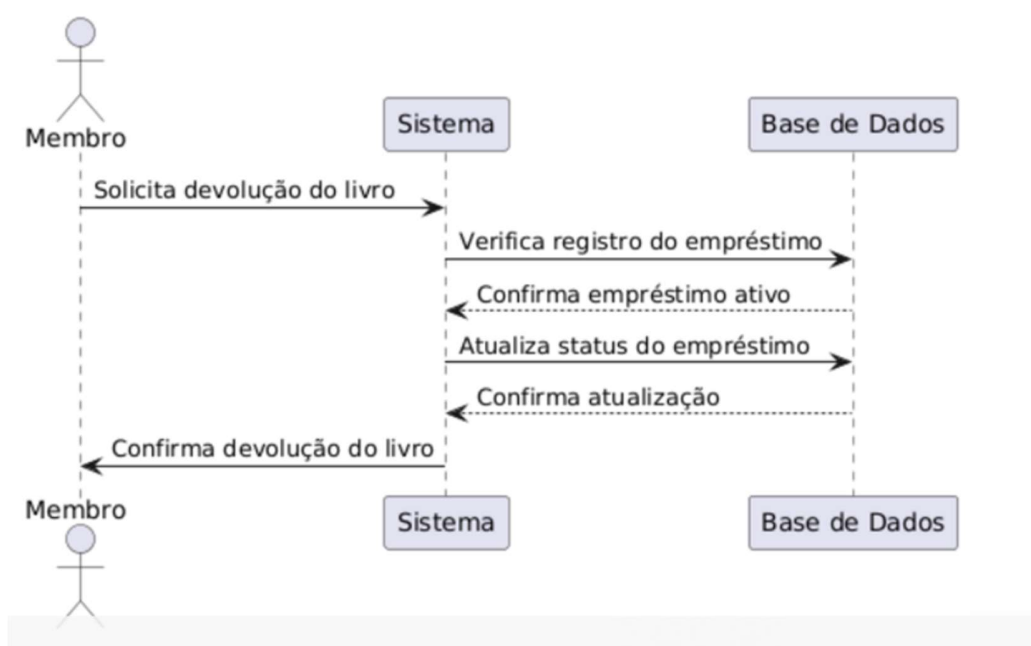 Membro
Sistema
Base de Dados
Solicita devolução do livro
Verifica registro do empréstimo
Confirma empréstimo ativo
Atualiza status do empréstimo
Confirma atualização
Confirma devolução do livro
Membro
Sistema
Base de Dados